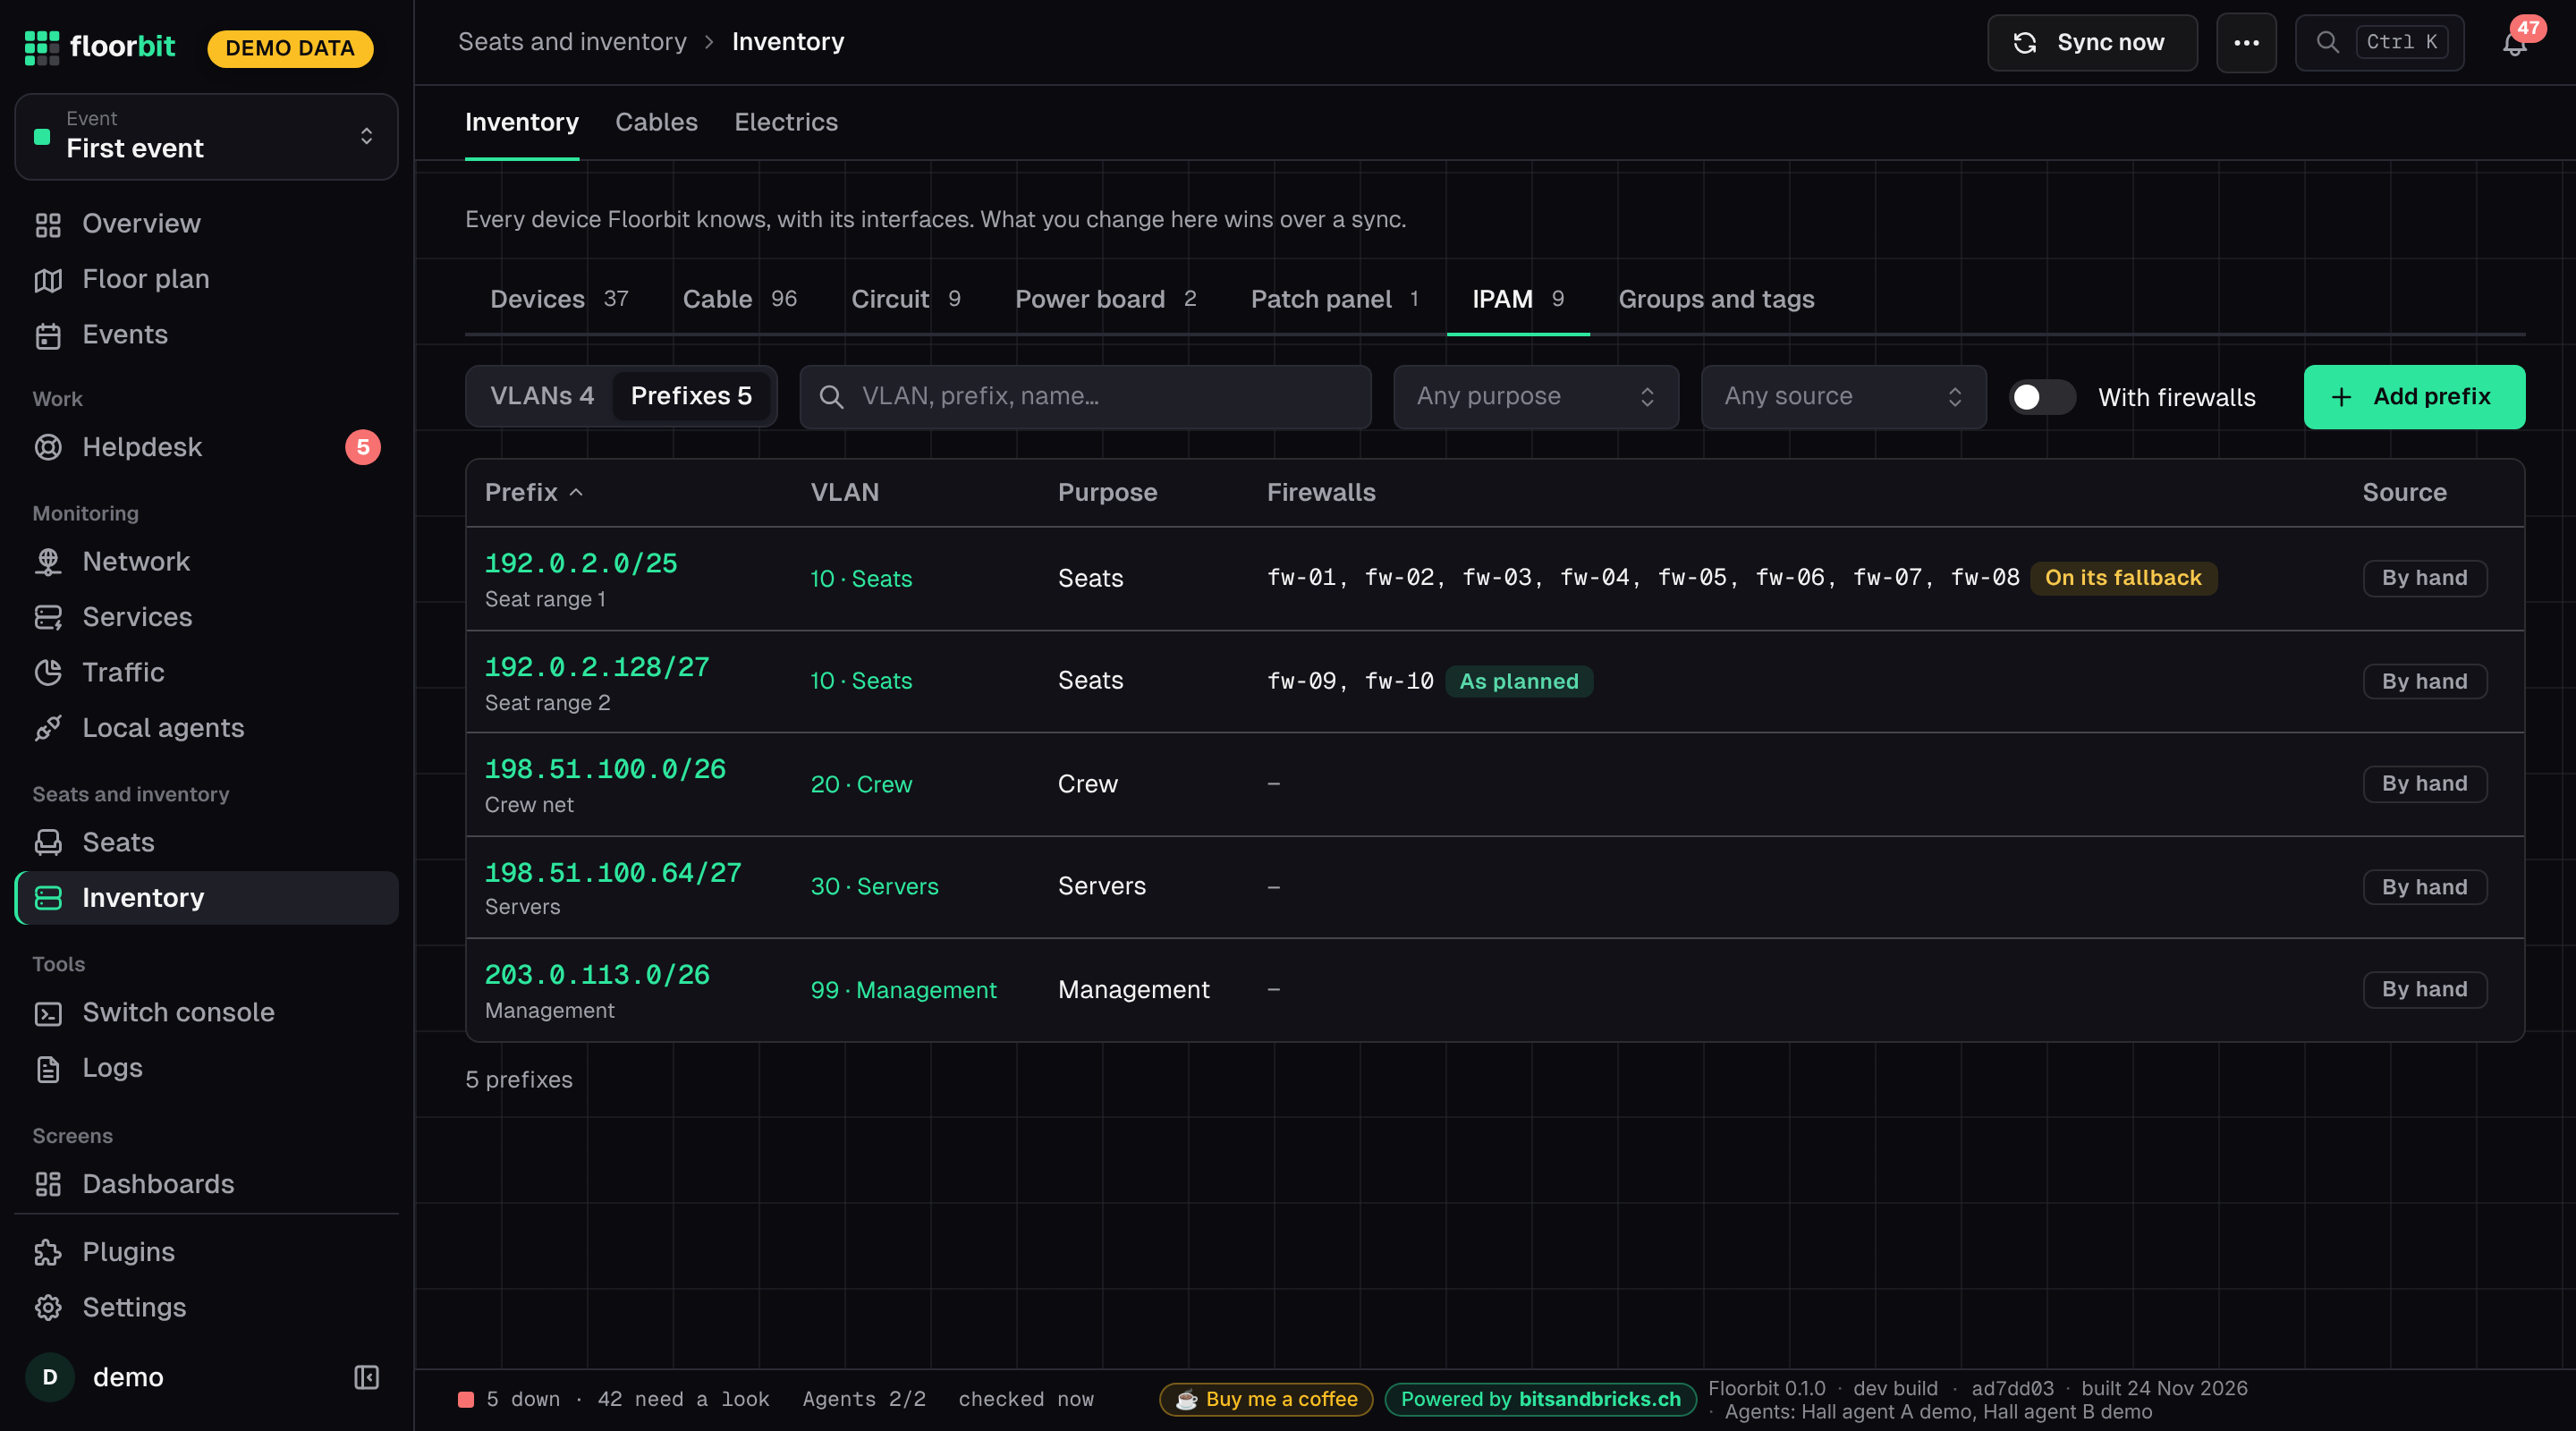 floorbit DEMO DATA
Event
First event
Overview
Floor plan
Events
Work
Helpdesk 5
Monitoring
Network
Services
Traffic
Local agents
Seats and inventory
Seats
Inventory
Tools
Switch console
Logs
Screens
Dashboards
Plugins
Settings
D demo
Seats and inventory > Inventory
Sync now
Ctrl K
47
Inventory Cables Electrics
Every device Floorbit knows, with its interfaces. What you change here wins over a sync.
Devices 37 Cable 96 Circuit 9 Power board 2 Patch panel 1 IPAM 9 Groups and tags
VLANs 4 Prefixes 5 VLAN, prefix, name... Any purpose Any source With firewalls + Add prefix
Prefix VLAN Purpose Firewalls Source
192.0.2.0/25 10 · Seats Seats fw-01, fw-02, fw-03, fw-04, fw-05, fw-06, fw-07, fw-08 On its fallback By hand
Seat range 1
192.0.2.128/27 10 · Seats Seats fw-09, fw-10 As planned By hand
Seat range 2
198.51.100.0/26 20 · Crew Crew – By hand
Crew net
198.51.100.64/27 30 · Servers Servers – By hand
Servers
203.0.113.0/26 99 · Management Management – By hand
Management
5 prefixes
5 down · 42 need a look Agents 2/2 checked now
☕ Buy me a coffee Powered by bitsandbricks.ch
Floorbit 0.1.0 · dev build · ad7dd03 · built 24 Nov 2026
· Agents: Hall agent A demo, Hall agent B demo